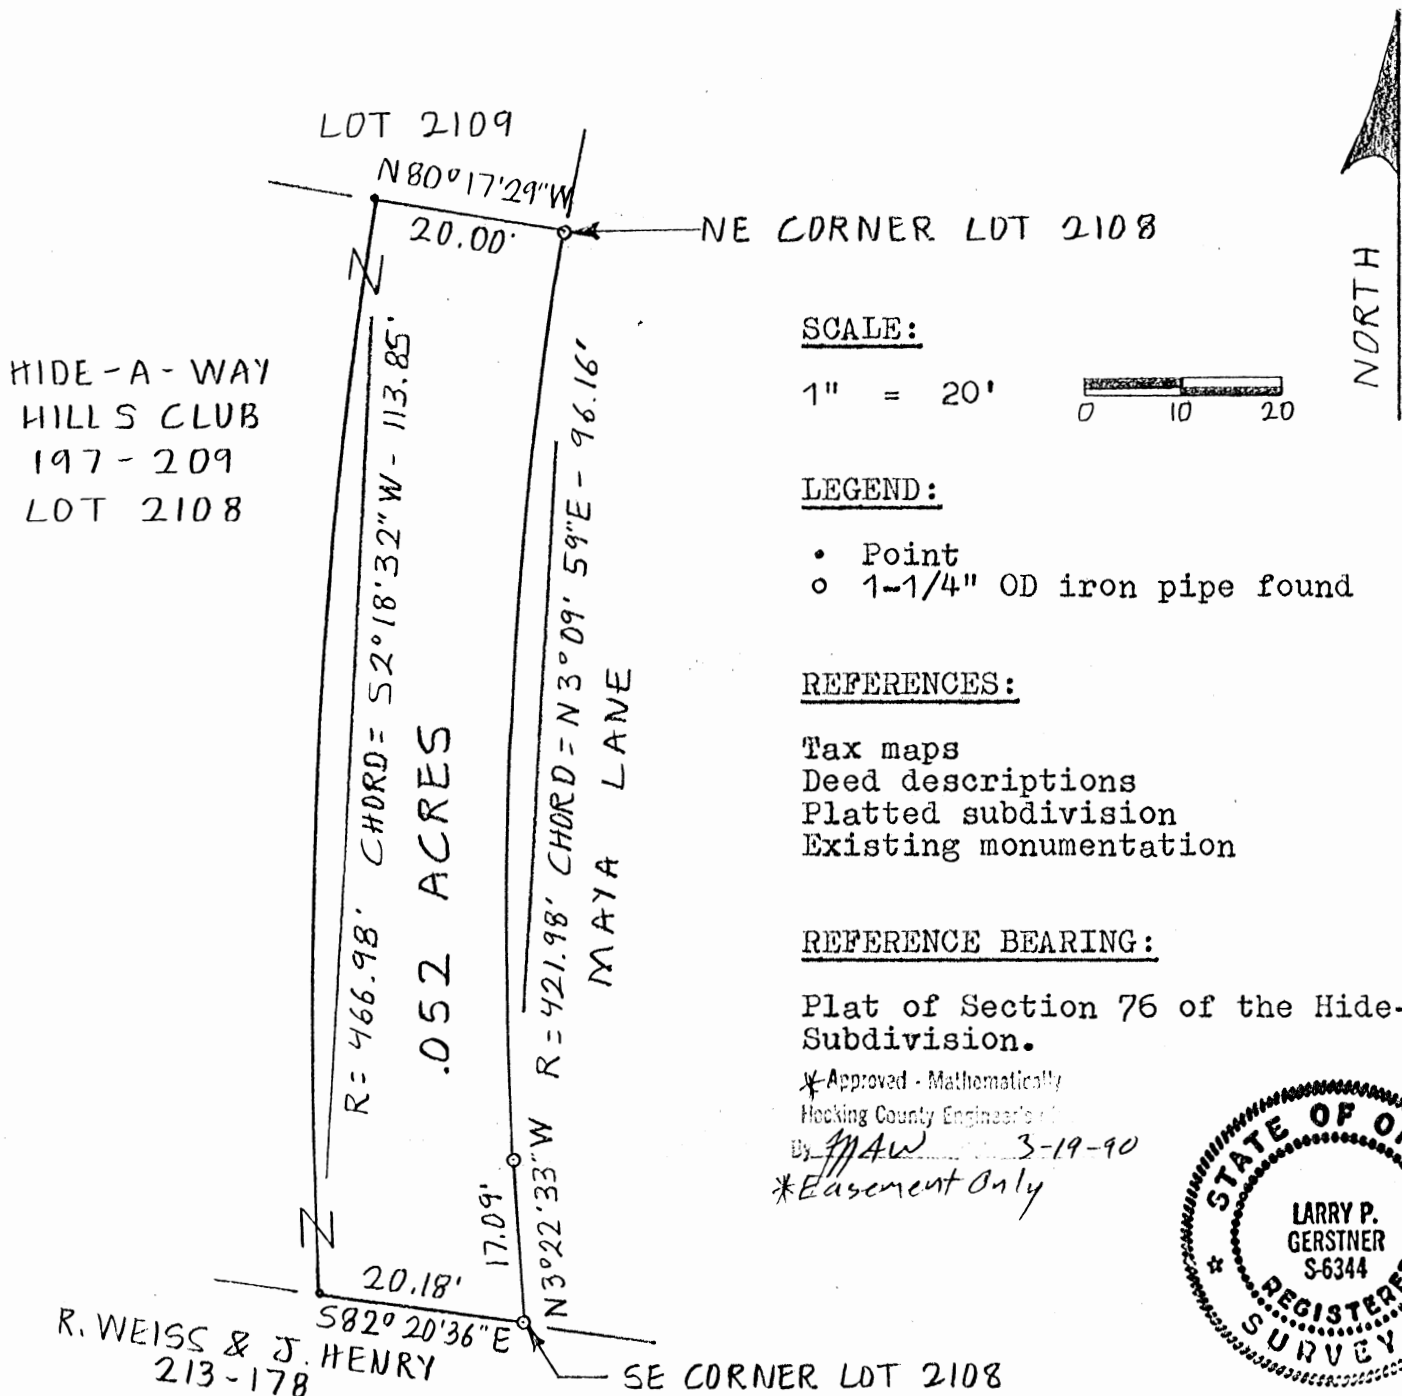 LOT 2109
N80°17'29"W
20.00'
NE CORNER LOT 2108
NORTH
HIDE-A-WAY
HILLS CLUB
197-209
LOT 2108
R=466.98' CHORD=S2°18'32"W-113.85'
.052 ACRES
R=421.98' CHORD=N3°09'59"E-96.16'
MAYA LANE
17.09'
N3°22'33"W
20.18'
S82°20'36"E
R. WEISS & J. HENRY
213-178
SE CORNER LOT 2108
SCALE:
1" = 20'
0 10 20
LEGEND:
• Point
o 1-1/4" OD iron pipe found
REFERENCES:
Tax maps
Deed descriptions
Platted subdivision
Existing monumentation
REFERENCE BEARING:
Plat of Section 76 of the Hide-
Subdivision.
*Approved - Mathematically
Hocking County Engineer's
By MAW 3-19-90
*Easement Only
STATE OF O
LARRY P.
GERSTNER
S-6344
REGISTERE
SURVEY